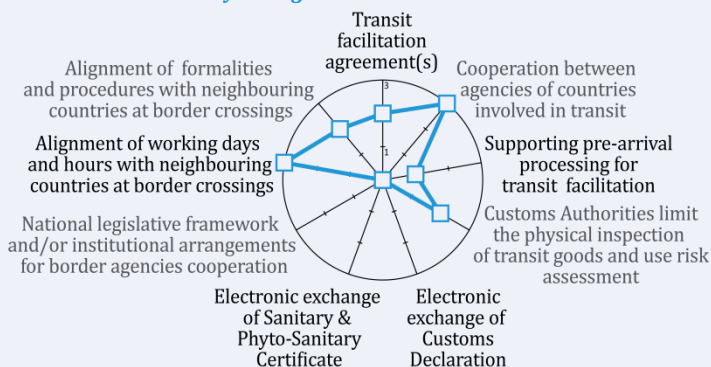 Transit
facilitation
agreement(s)
Alignment of formalities
and procedures with neighbouring
countries at border crossings
Cooperation between
agencies of countries
involved in transit
3
1
Alignment of working days
and hours with neighbouring
countries at border crossings
Supporting pre-arrival
processing for
transit facilitation
National legislative framework
and/or institutional arrangements
for border agencies cooperation
Customs Authorities limit
the physical inspection
of transit goods and use risk
assessment
Electronic exchange
of Sanitary &
Phyto-Sanitary
Certificate
Electronic
exchange of
Customs
Declaration